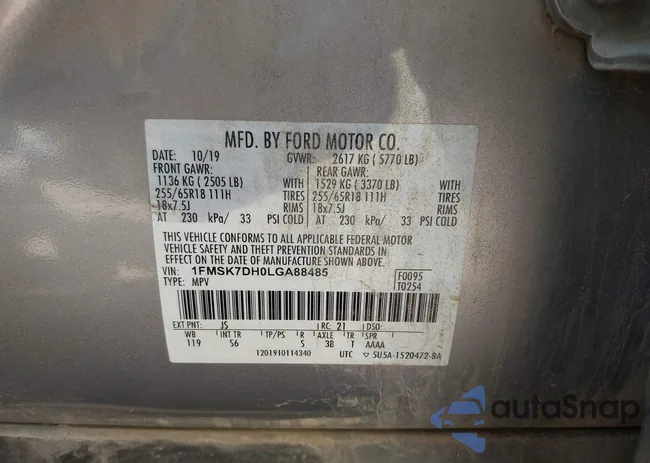 MFD. BY FORD MOTOR CO.
DATE: 10/19 GVWR: 2617 KG ( 5770 LB)
FRONT GAWR: REAR GAWR:
1136 KG ( 2505 LB) WITH 1529 KG ( 3370 LB) WITH
255/65R18 111H TIRES 255/65R18 111H TIRES
18x7.5J RIMS 18x7.5J RIMS
AT 230 kPa/ 33 PSI COLD AT 230 kPa/ 33 PSI COLD
THIS VEHICLE CONFORMS TO ALL APPLICABLE FEDERAL MOTOR
VEHICLE SAFETY AND THEFT PREVENTION STANDARDS IN
EFFECT ON THE DATE OF MANUFACTURE SHOWN ABOVE.
VIN: 1FMSK7DH0LGA88485 F0095
TYPE: MPV T0254
EXT PNT: JS RC: 21 DSO:
WB INT TR TP/PS R AXLE TR SPR
119 S6 S 38 T AAAA
1201910114340 UTC 5U5A-1520472-BA
autoSnap